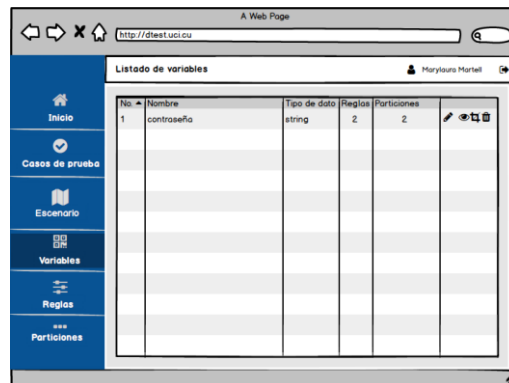 A Web Page
http://dtest.uci.cu
Listado de variables
Marylaura Martell
Inicio
Casos de prueba
Escenario
Variables
Reglas
Particiones
No. Nombre Tipo de dato Reglas Particiones
1 contraseña string 2 2